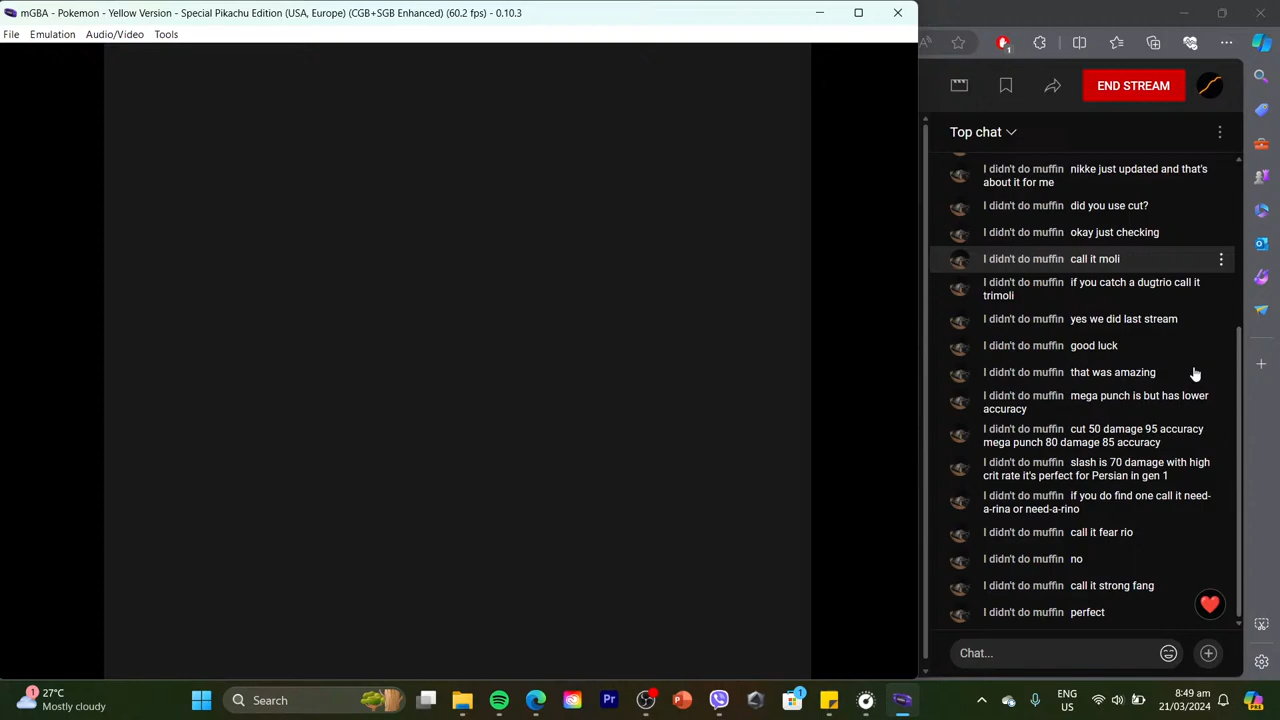 mGBA - Pokemon - Yellow Version - Special Pikachu Edition (USA, Europe) (CGB+SGB Enhanced) (60.2 fps) - 0.10.3
File Emulation Audio/Video Tools
1
END STREAM
Top chat
I didn't do muffin nikke just updated and that's
about it for me
I didn't do muffin did you use cut?
I didn't do muffin okay just checking
I didn't do muffin call it moli
I didn't do muffin if you catch a dugtrio call it
trimoli
I didn't do muffin yes we did last stream
I didn't do muffin good luck
I didn't do muffin that was amazing
I didn't do muffin mega punch is but has lower
accuracy
I didn't do muffin cut 50 damage 95 accuracy
mega punch 80 damage 85 accuracy
I didn't do muffin slash is 70 damage with high
crit rate it's perfect for Persian in gen 1
I didn't do muffin if you do find one call it need-
a-rina or need-a-rino
I didn't do muffin call it fear rio
I didn't do muffin no
I didn't do muffin call it strong fang
I didn't do muffin perfect
Chat...
1
27°C
Mostly cloudy
Search
Pr
1
ENG
US
8:49 am
21/03/2024